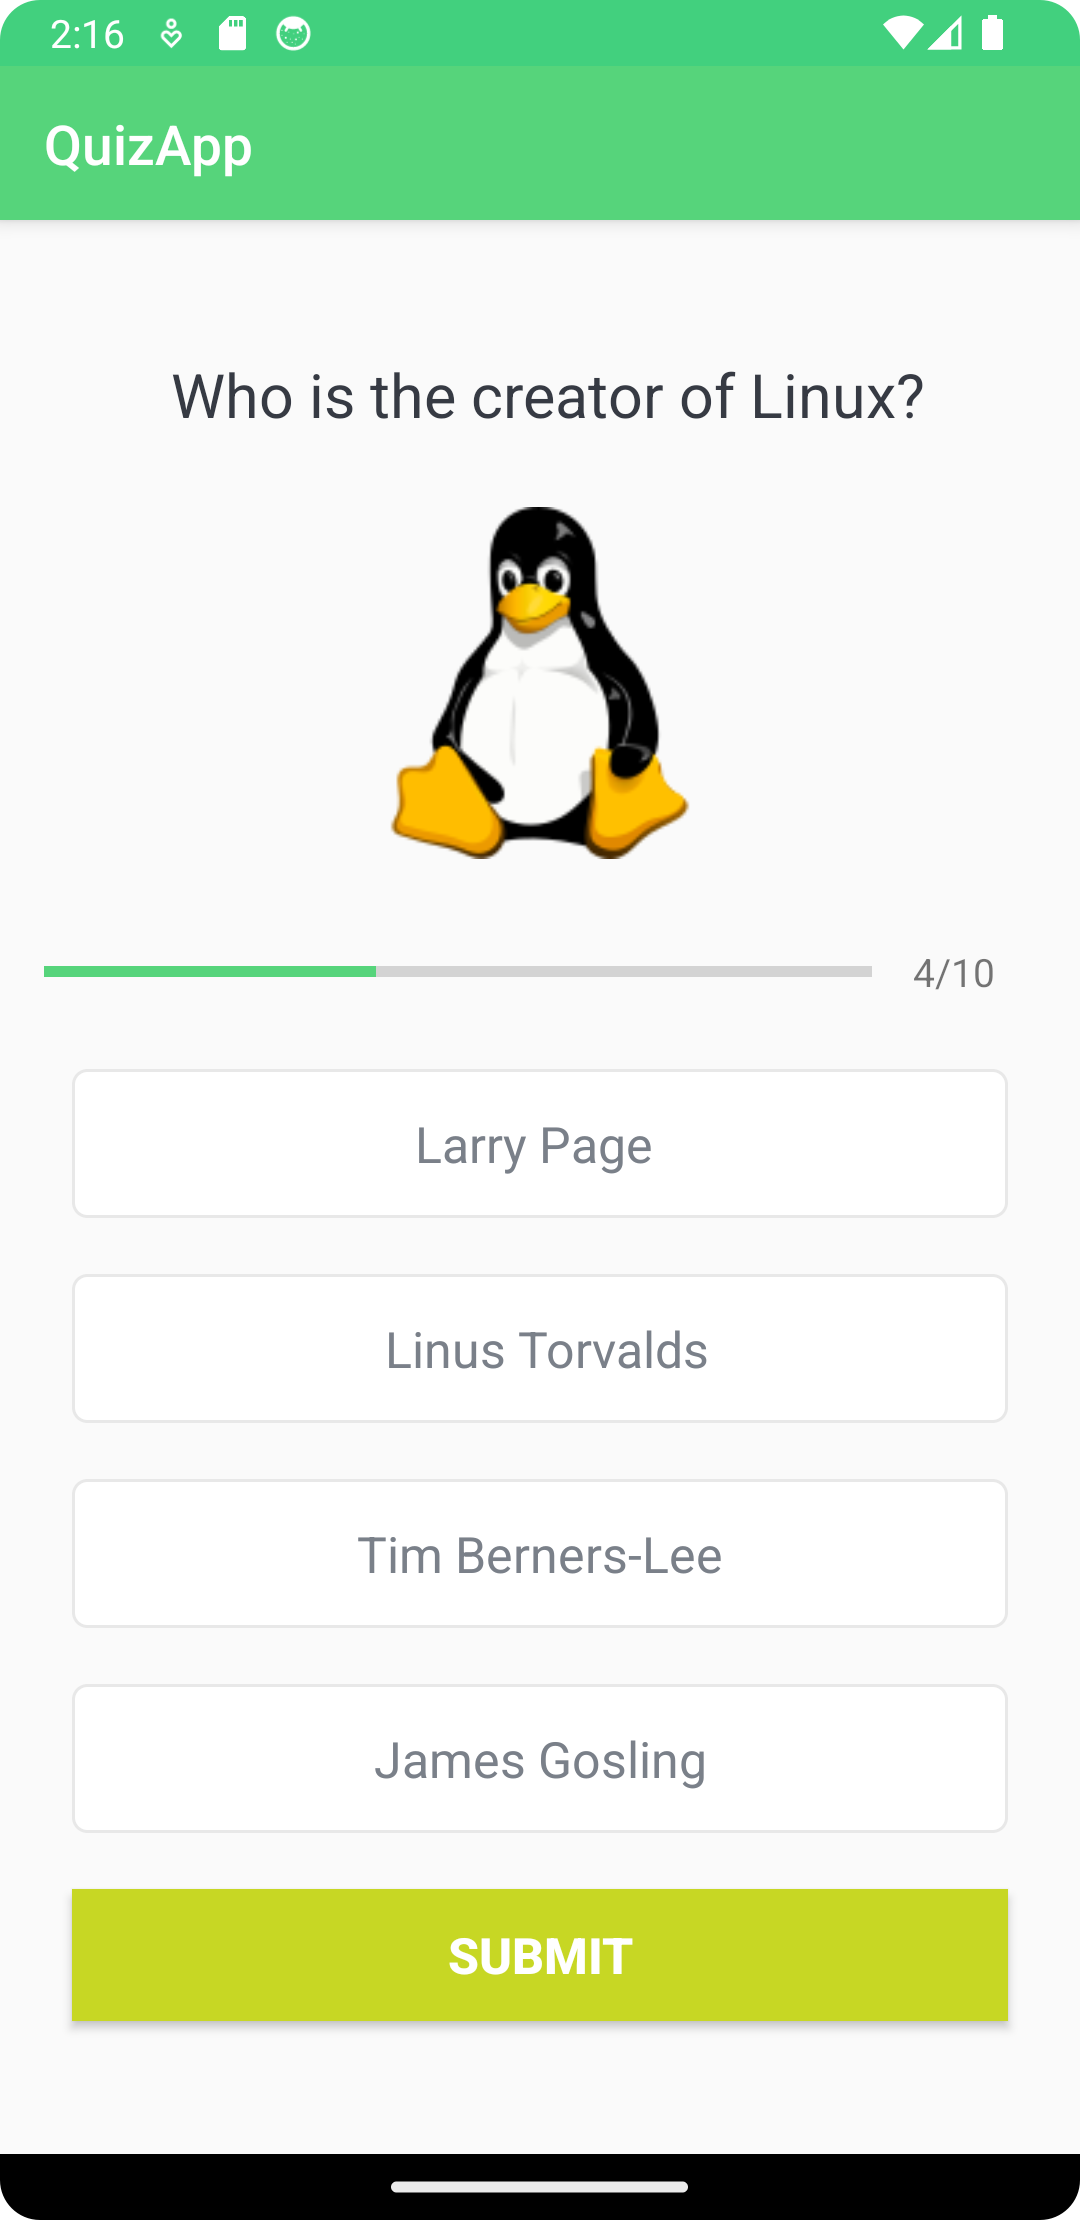 2:16
QuizApp
Who is the creator of Linux?
4/10
Larry Page
Linus Torvalds
Tim Berners-Lee
James Gosling
SUBMIT